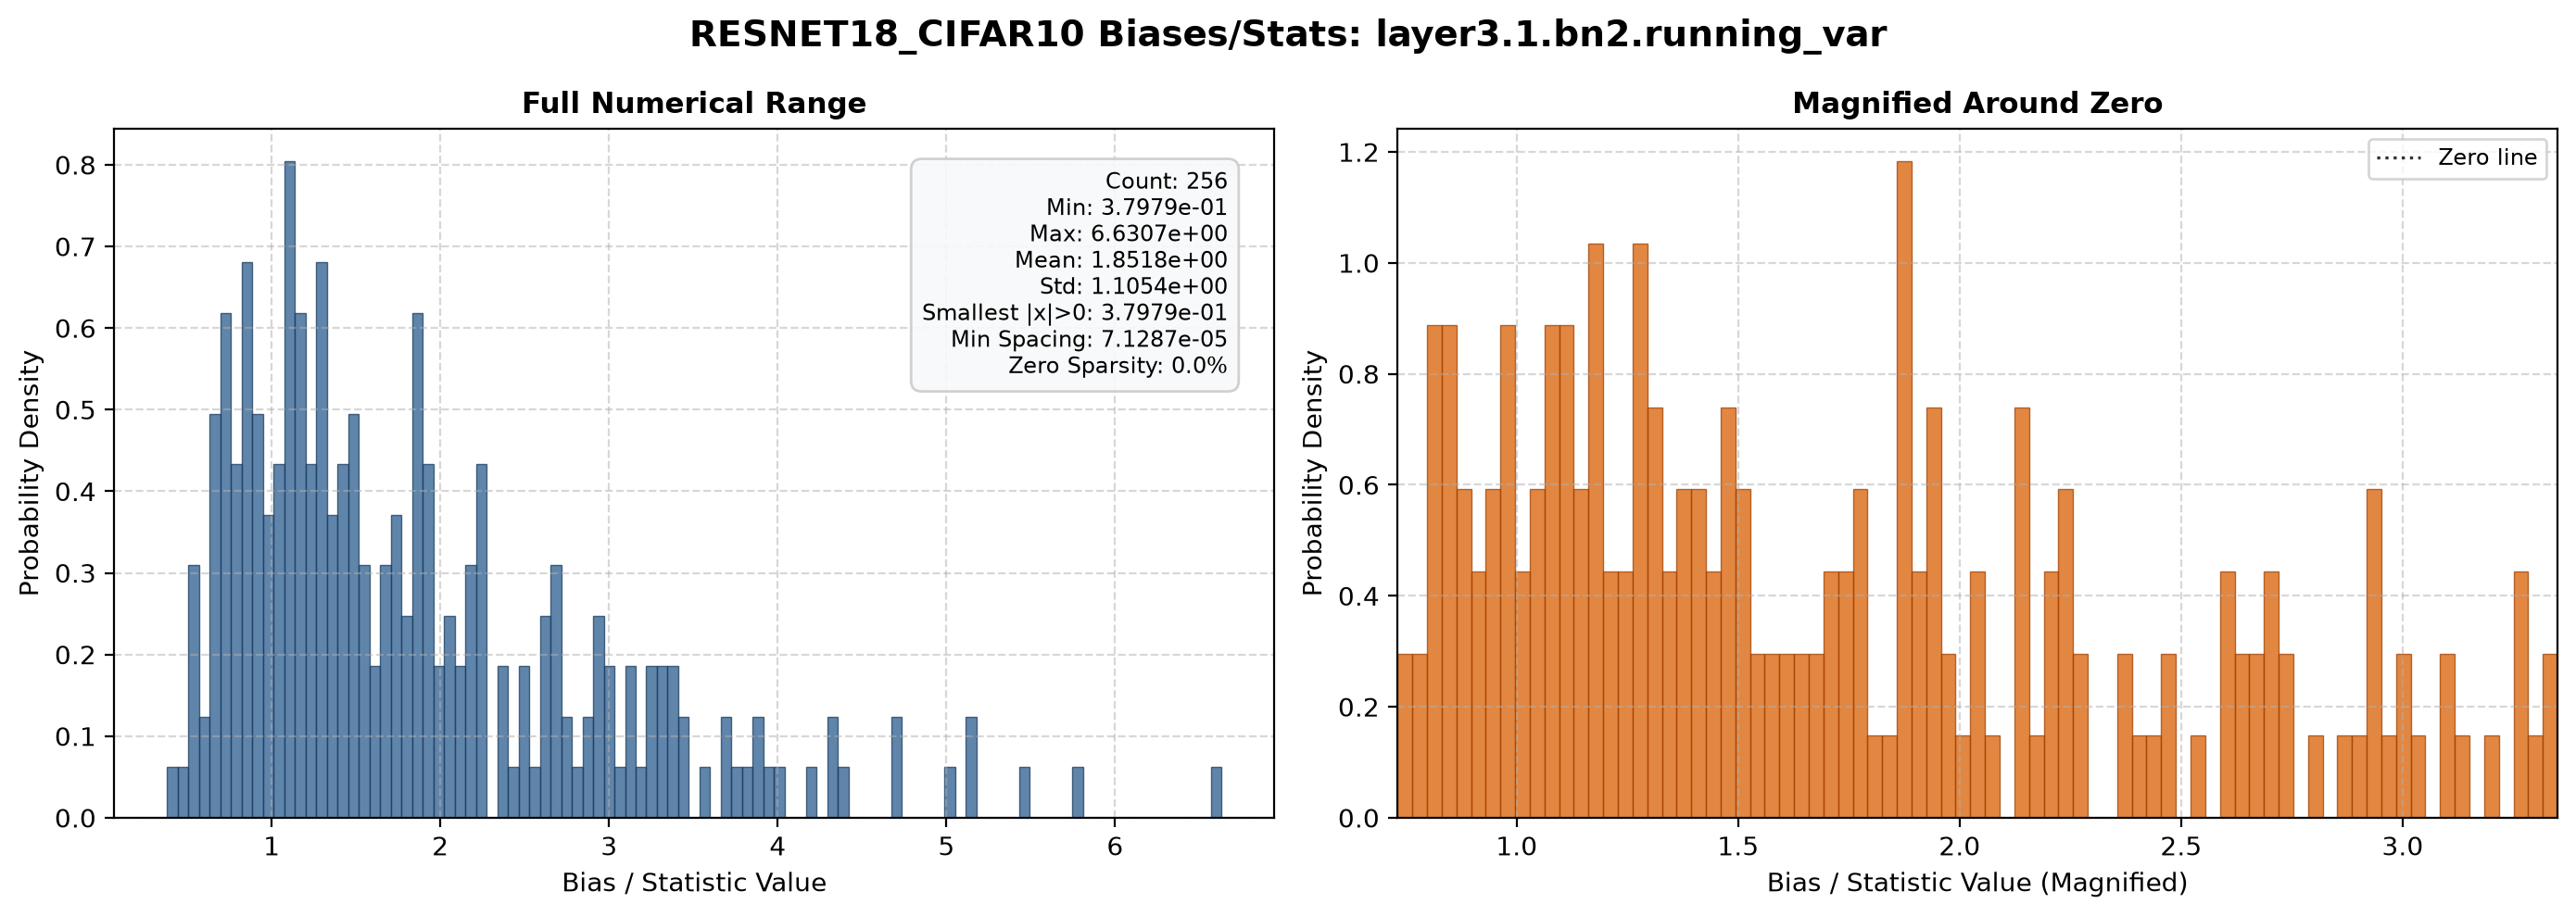 RESNET18_CIFAR10 Biases/Stats: layer3.1.bn2.running_var
Full Numerical Range
Probability Density
0.8
0.7
0.6
0.5
0.4
0.3
0.2
0.1
0.0
Count: 256
Min: 3.7979e-01
Max: 6.6307e+00
Mean: 1.8518e+00
Std: 1.1054e+00
Smallest |x|>0: 3.7979e-01
Min Spacing: 7.1287e-05
Zero Sparsity: 0.0%
1 2 3 4 5 6
Bias / Statistic Value
Magnified Around Zero
Probability Density
1.2
1.0
0.8
0.6
0.4
0.2
0.0
Zero line
1.0 1.5 2.0 2.5 3.0
Bias / Statistic Value (Magnified)